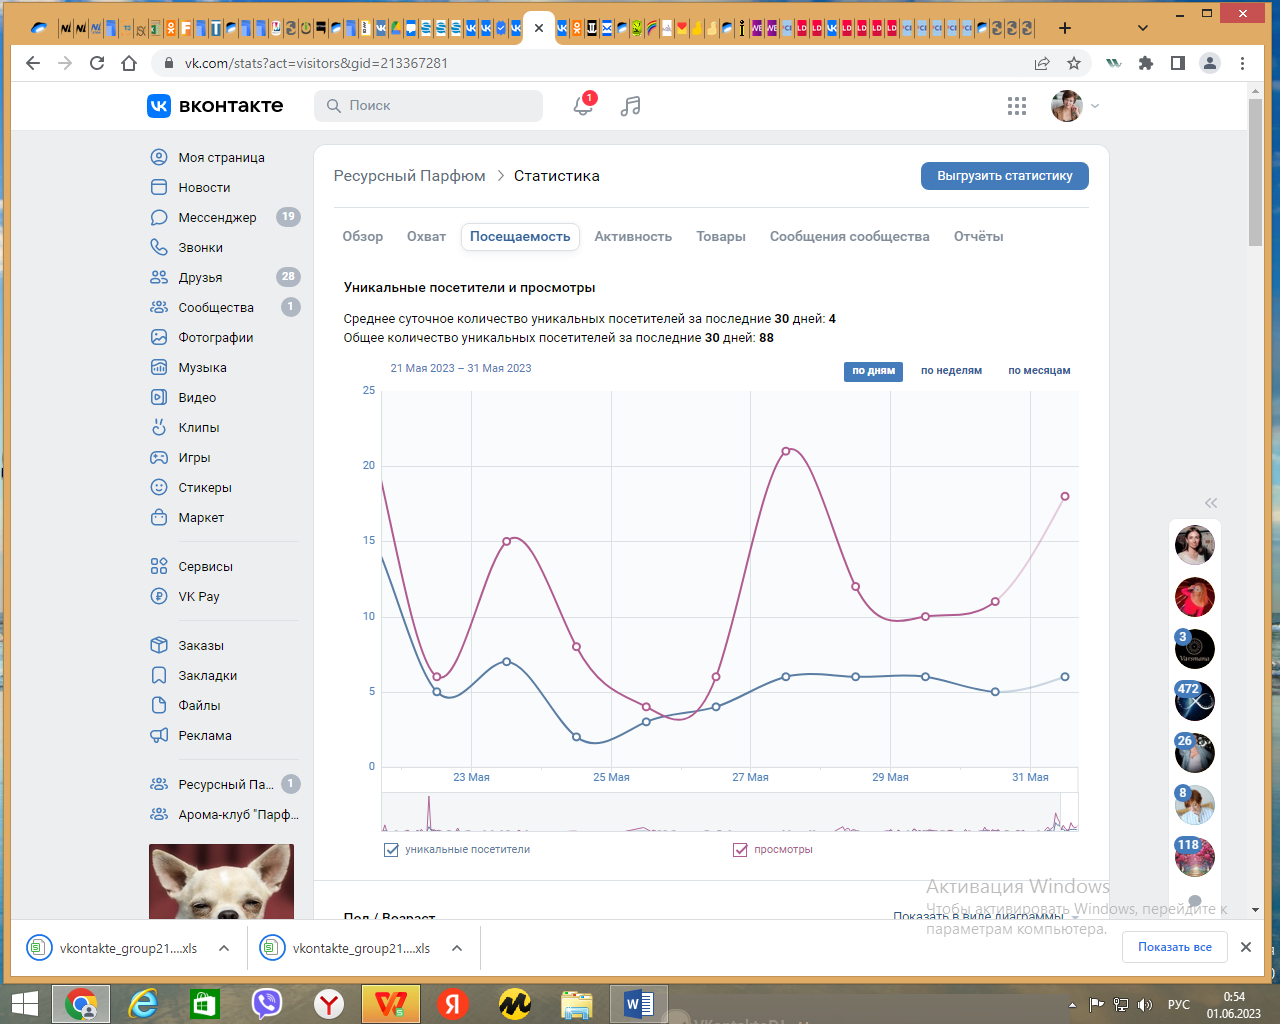 vk.com/stats?act=visitors&gid=213367281
вконтакте
Поиск
1
Моя страница
Новости
Мессенджер 19
Звонки
Друзья 28
Сообщества 1
Фотографии
Музыка
Видео
Клипы
Игры
Стикеры
Маркет
Сервисы
VK Pay
Заказы
Закладки
Файлы
Реклама
Ресурсный Па... 1
Арома-клуб "Парф...
Ресурсный Парфюм > Статистика
Выгрузить статистику
Обзор Охват Посещаемость Активность Товары Сообщения сообщества Отчёты
Уникальные посетители и просмотры
Среднее суточное количество уникальных посетителей за последние 30 дней: 4
Общее количество уникальных посетителей за последние 30 дней: 88
21 Мая 2023 – 31 Мая 2023
по дням по неделям по месяцам
25
20
15
10
5
0
23 Мая 25 Мая 27 Мая 29 Мая 31 Мая
уникальные посетители просмотры
Пол / Возраст
Показать в виде диаграммы
3
472
26
8
118
Активация Windows
Чтобы активировать Windows, перейдите к
параметрам компьютера.
vkontakte_group21....xls
vkontakte_group21....xls
Показать все
РУС
0:54
01.06.2023